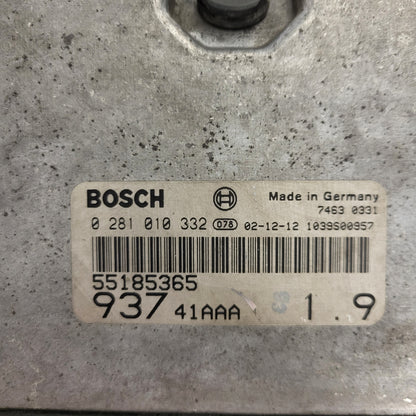 BOSCH Made in Germany
7463 0331
0 281 010 332 078 02-12-12 1039S00957
55185365
937 41AAA 1.9